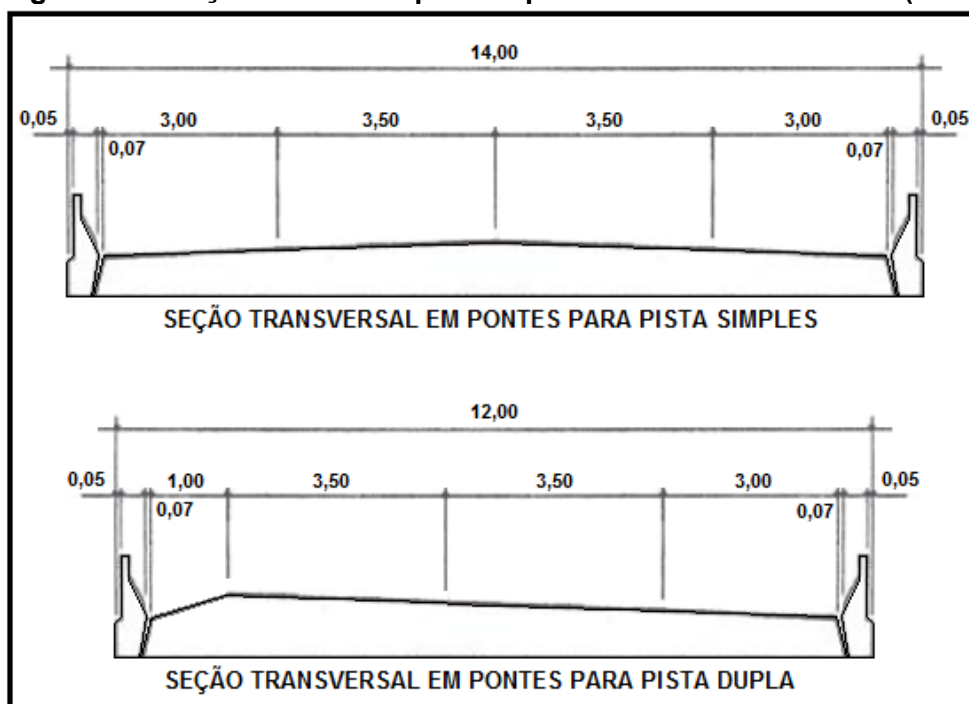 14,00
0,05 3,00 3,50 3,50 3,00 0,05
0,07 0,07
SEÇÃO TRANSVERSAL EM PONTES PARA PISTA SIMPLES
12,00
0,05 1,00 3,50 3,50 3,00 0,05
0,07 0,07
SEÇÃO TRANSVERSAL EM PONTES PARA PISTA DUPLA